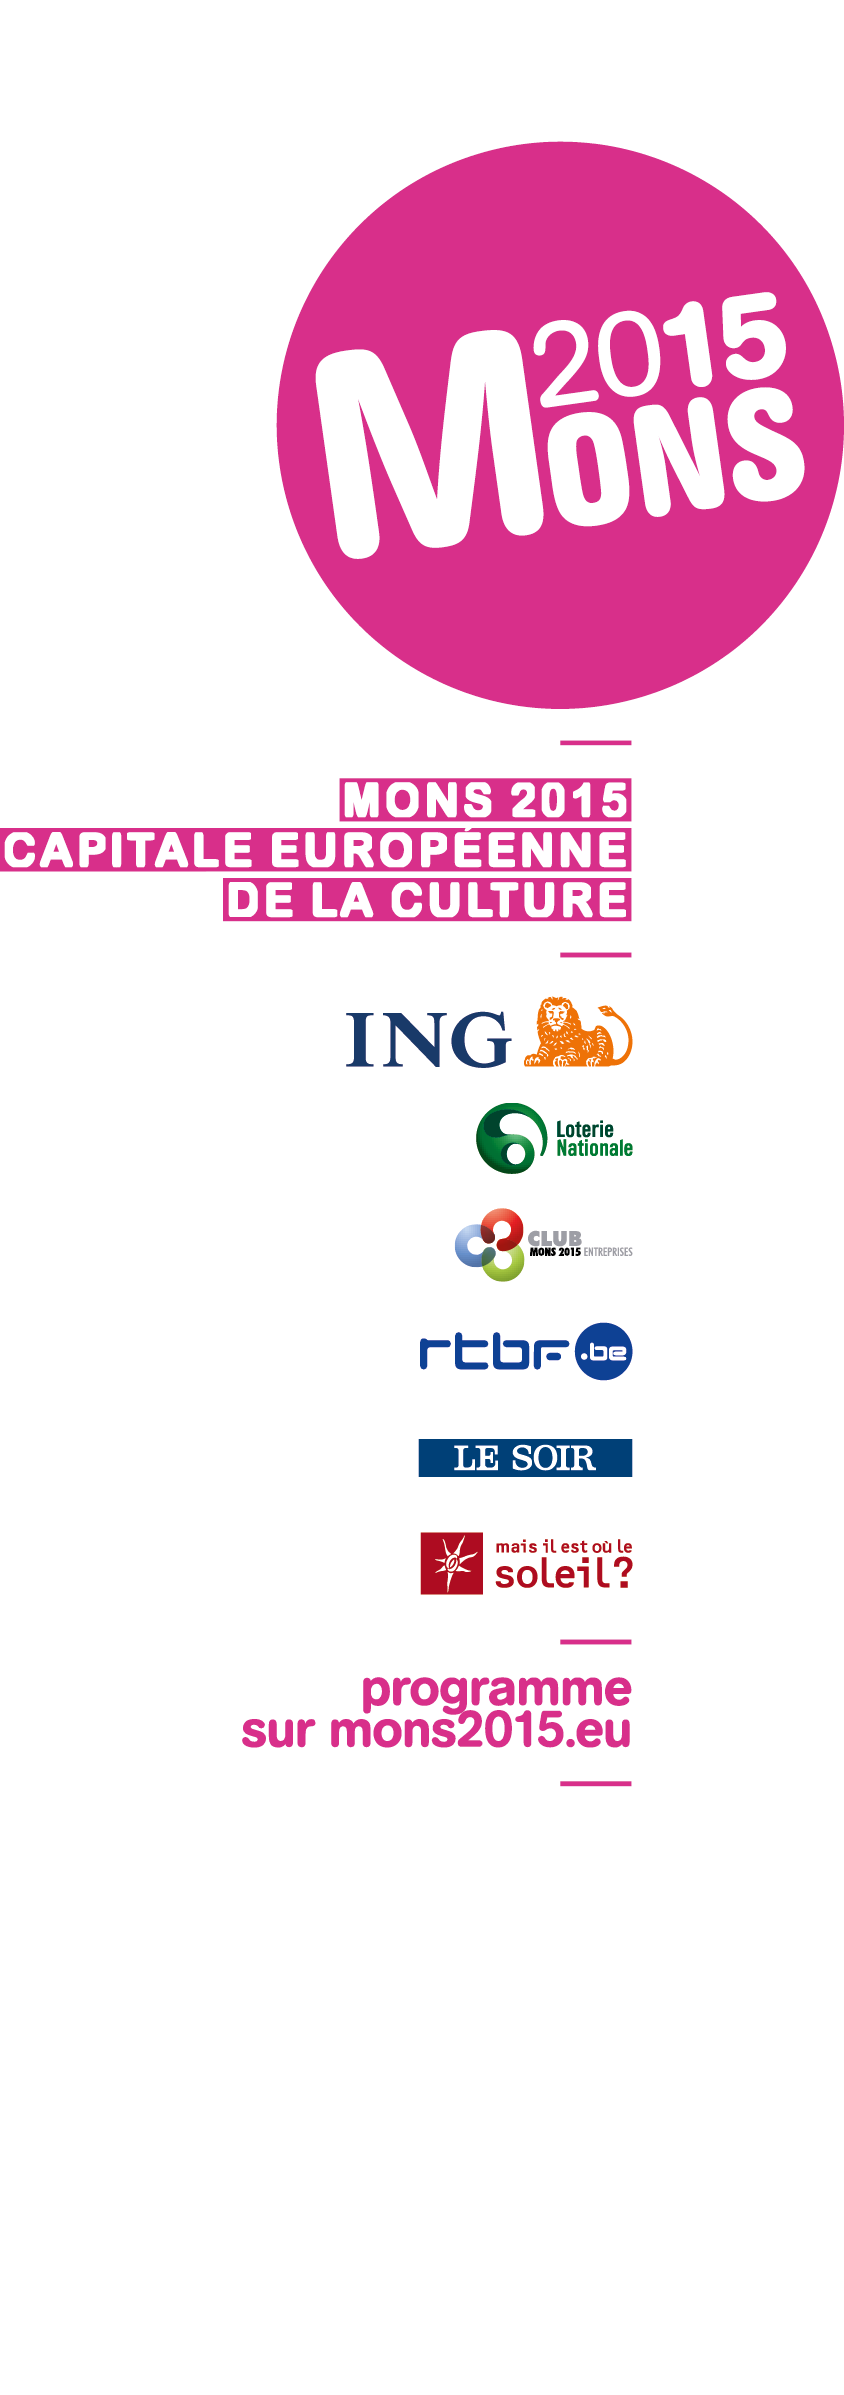 2015
MONS
MONS 2015
CAPITALE EUROPÉENNE
DE LA CULTURE
ING
Loterie
Nationale
CLUB
MONS 2015 ENTREPRISES
rtbf.be
LE SOIR
mais il est où le
soleil?
programme
sur mons2015.eu